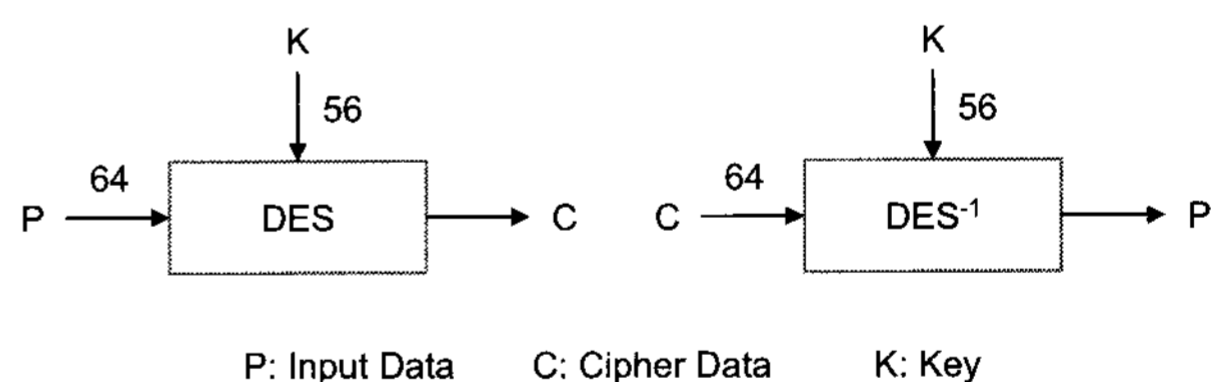 K K
56 56
64 64
P DES C C DES-1 P
P: Input Data C: Cipher Data K: Key